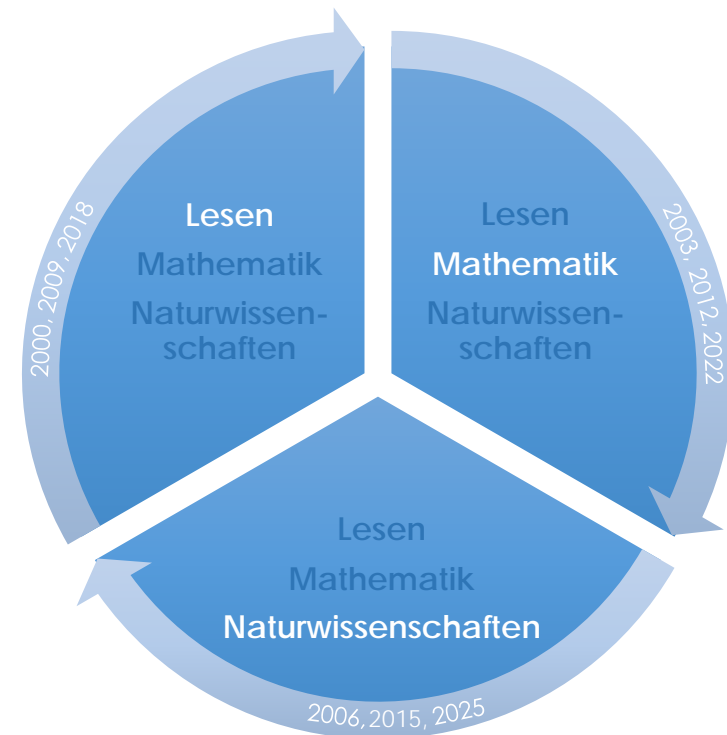 2000, 2009, 2018
Lesen
Mathematik
Naturwissen-
schaften
2003, 2012, 2022
Lesen
Mathematik
Naturwissen-
schaften
Lesen
Mathematik
Naturwissenschaften
2006, 2015, 2025